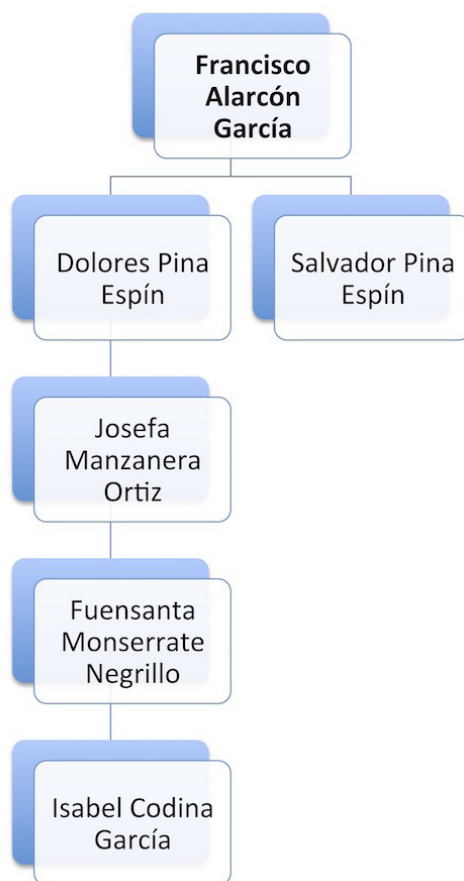 Francisco
Alarcón
García
Dolores Pina
Espín
Salvador Pina
Espín
Josefa
Manzanera
Ortiz
Fuensanta
Monserrate
Negrillo
Isabel Codina
García